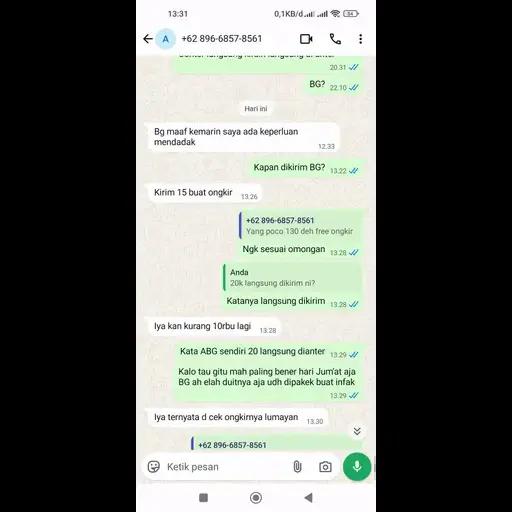 13:31
0,1KB/d
54
A
+62 896-6857-8561
20.31
BG?
22.10
Hari ini
Bg maaf kemarin saya ada keperluan
mendadak
12.33
Kapan dikirim BG?
13.22
Kirim 15 buat ongkir
13.26
+62 896-6857-8561
Yang poco 130 deh free ongkir
Ngk sesuai omongan
13.28
Anda
20k langsung dikirim ni?
Katanya langsung dikirim
13.28
Iya kan kurang 10rbu lagi
13.28
Kata ABG sendiri 20 langsung dianter
13.29
Kalo tau gitu mah paling bener hari Jum'at aja
BG ah elah duitnya aja udh dipakek buat infak
13.29
Iya ternyata d cek ongkirnya lumayan
13.30
+62 896-6857-8561
Ketik pesan